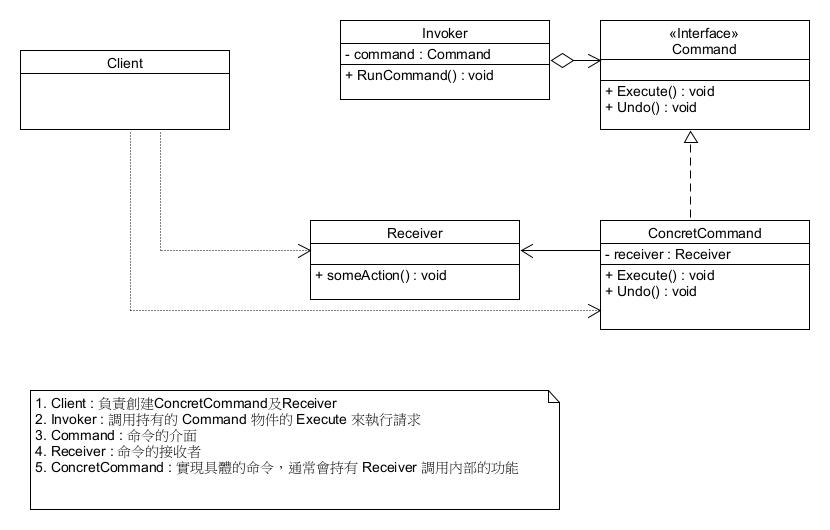 Client
Invoker
- command : Command
+ RunCommand() : void
«Interface»
Command
+ Execute() : void
+ Undo() : void
Receiver
+ someAction() : void
ConcretCommand
- receiver : Receiver
+ Execute() : void
+ Undo() : void
1. Client : 負責創建ConcretCommand及Receiver
2. Invoker : 調用持有的 Command 物件的 Execute 來執行請求
3. Command : 命令的介面
4. Receiver : 命令的接收者
5. ConcretCommand : 實現具體的命令，通常會持有 Receiver 調用內部的功能